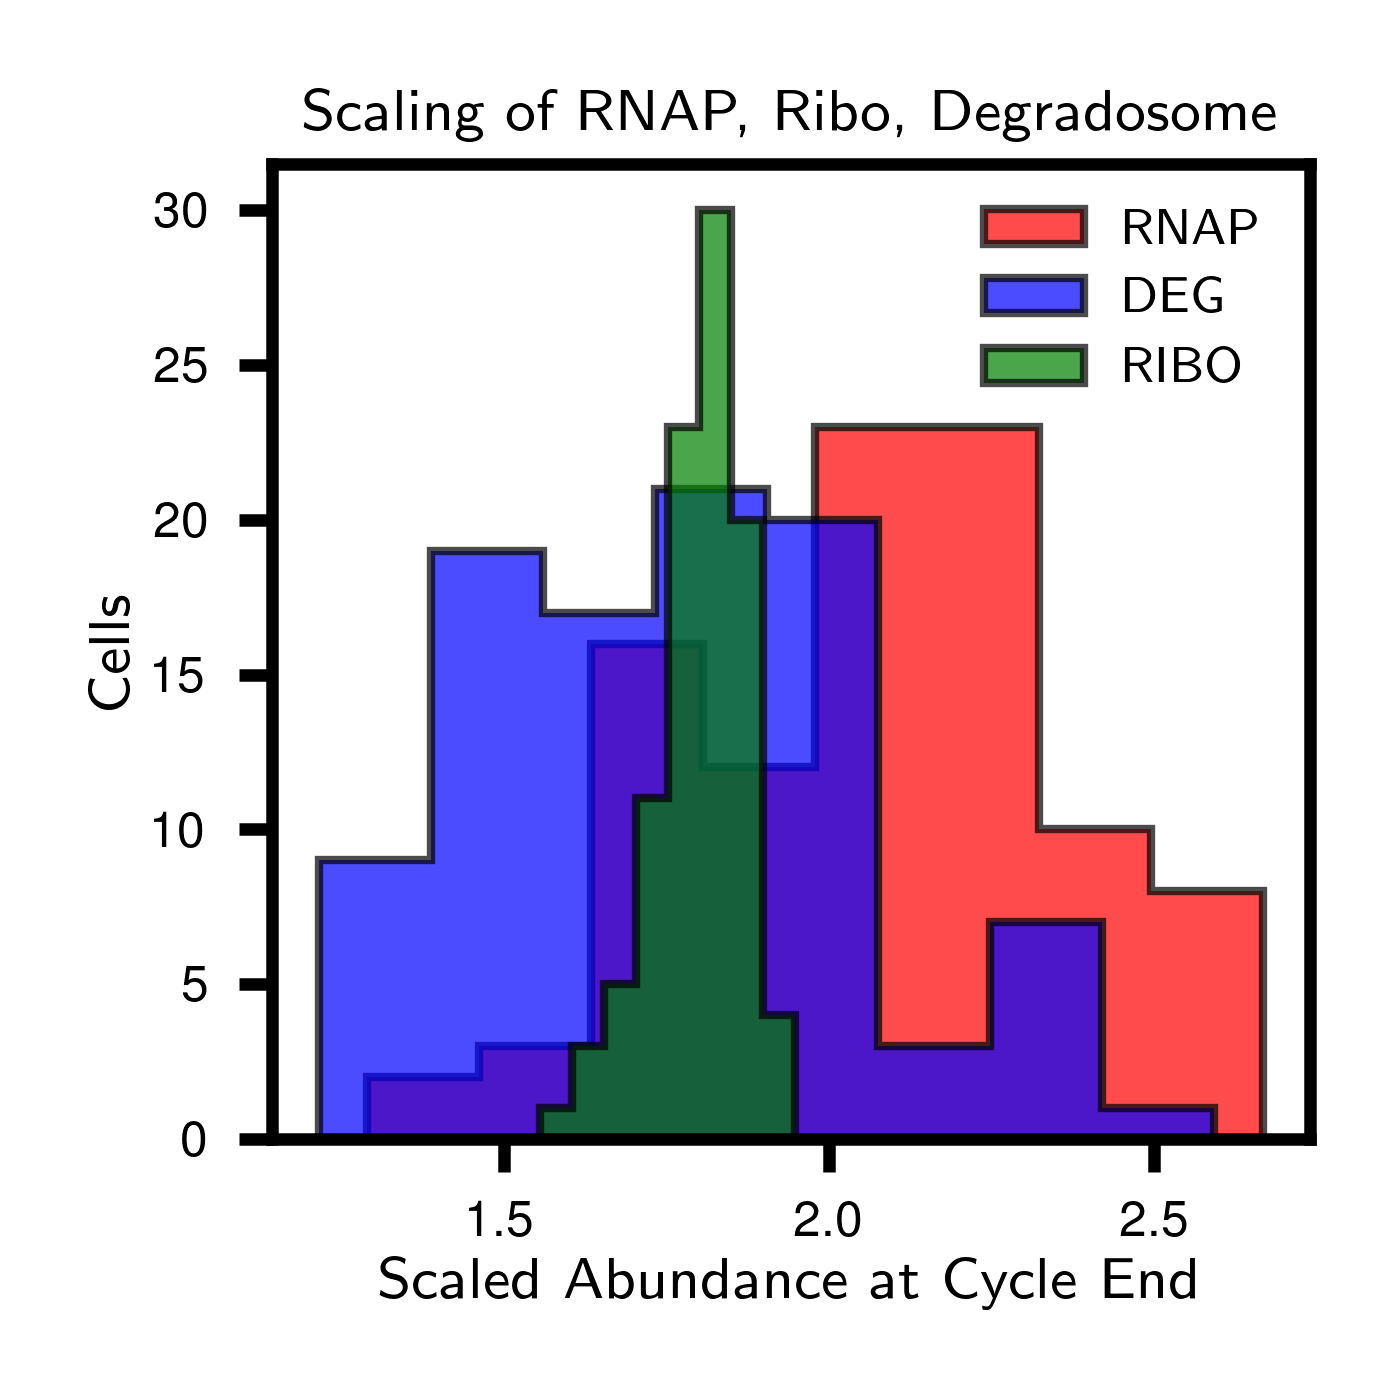 Scaling of RNAP, Ribo, Degradosome
30
25
20
15
10
5
0
Cells
RNAP
DEG
RIBO
1.5 2.0 2.5
Scaled Abundance at Cycle End